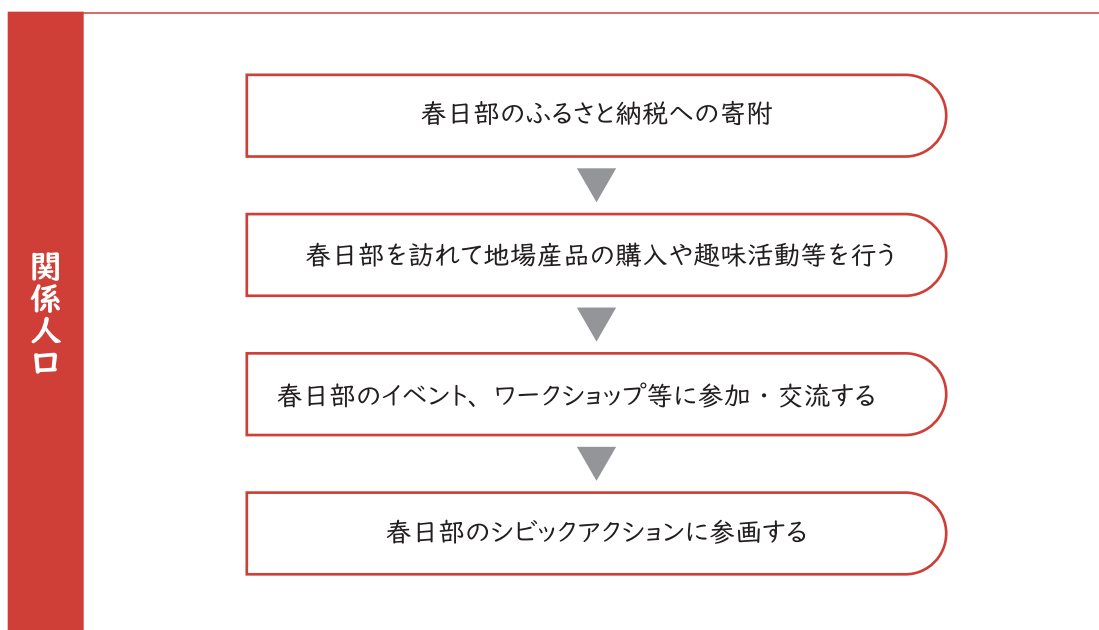 関係人口
春日部のふるさと納税への寄附
春日部を訪れて地場産品の購入や趣味活動等を行う
春日部のイベント、ワークショップ等に参加・交流する
春日部のシビックアクションに参画する